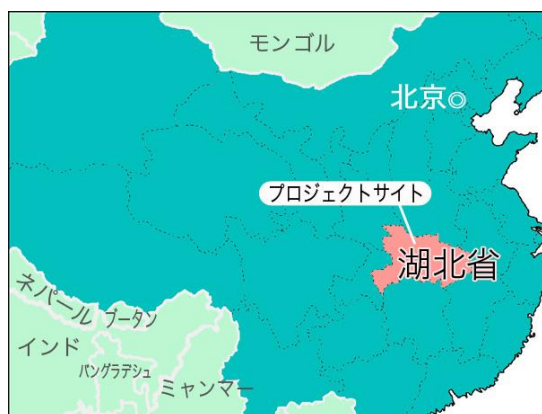 モンゴル
北京
プロジェクトサイト
湖北省
ネパール
ブータン
インド
バングラデシュ
ミャンマー